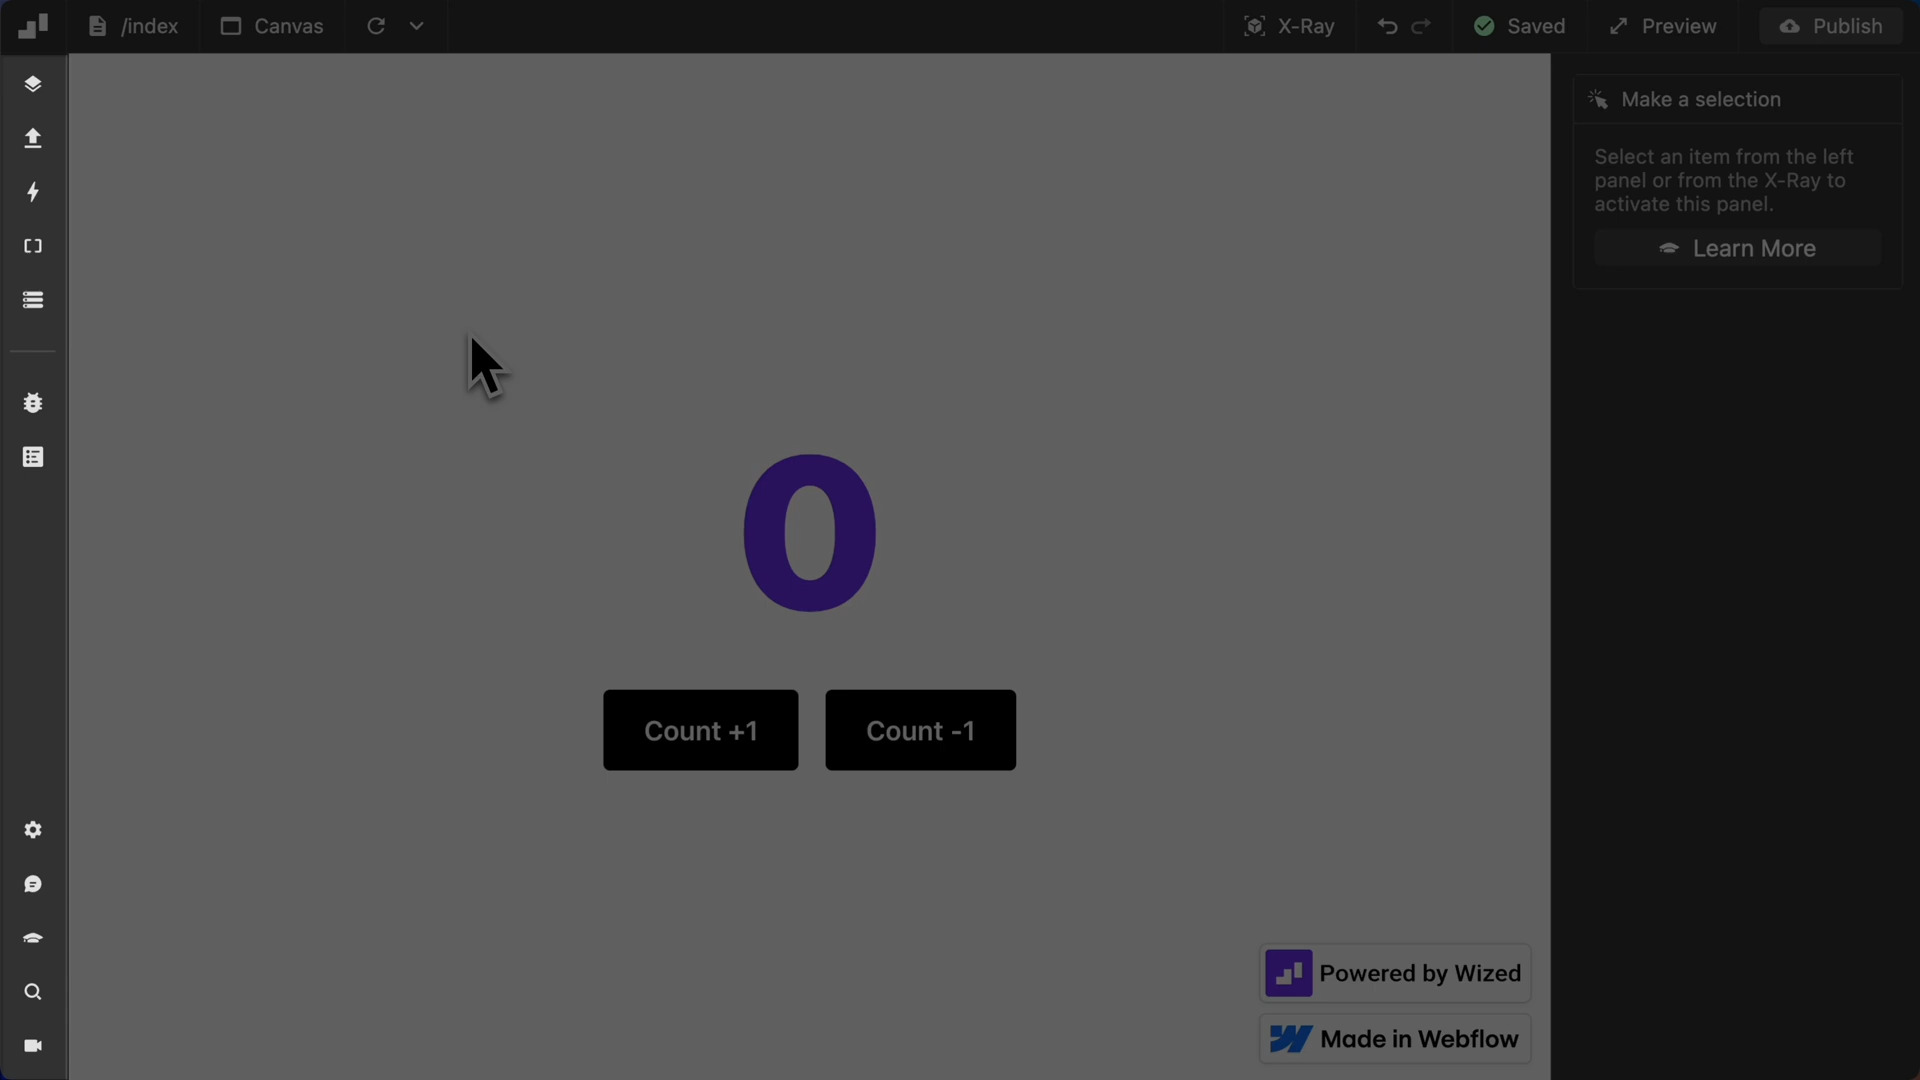 /index
Canvas
X-Ray
Saved
Preview
Publish
Make a selection
Select an item from the left
panel or from the X-Ray to
activate this panel.
Learn More
0
Count +1
Count -1
Powered by Wized
Made in Webflow